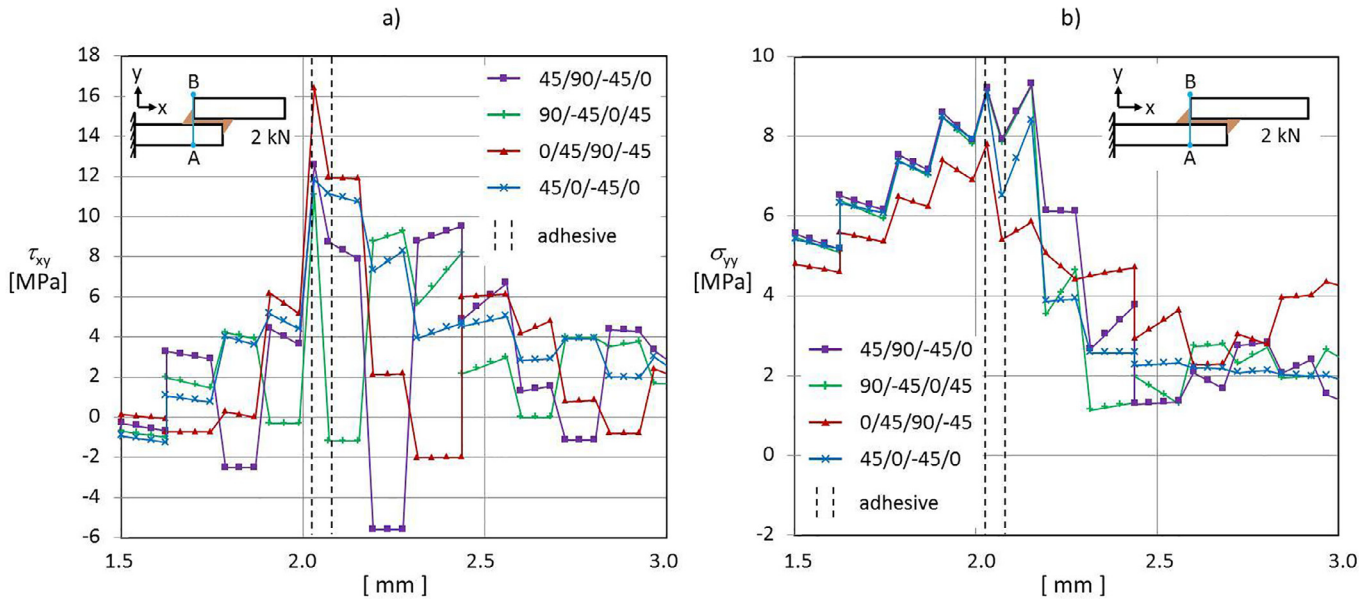 a)
18
16
14
12
10
8
6
4
2
0
-2
-4
-6
τxy
[MPa]
1.5
2.0
2.5
3.0
[ mm ]
y
x
B
A
2 kN
45/90/-45/0
90/-45/0/45
0/45/90/-45
45/0/-45/0
adhesive
b)
10
8
6
4
2
0
-2
σyy
[MPa]
1.5
2.0
2.5
3.0
[ mm ]
y
x
B
A
2 kN
45/90/-45/0
90/-45/0/45
0/45/90/-45
45/0/-45/0
adhesive